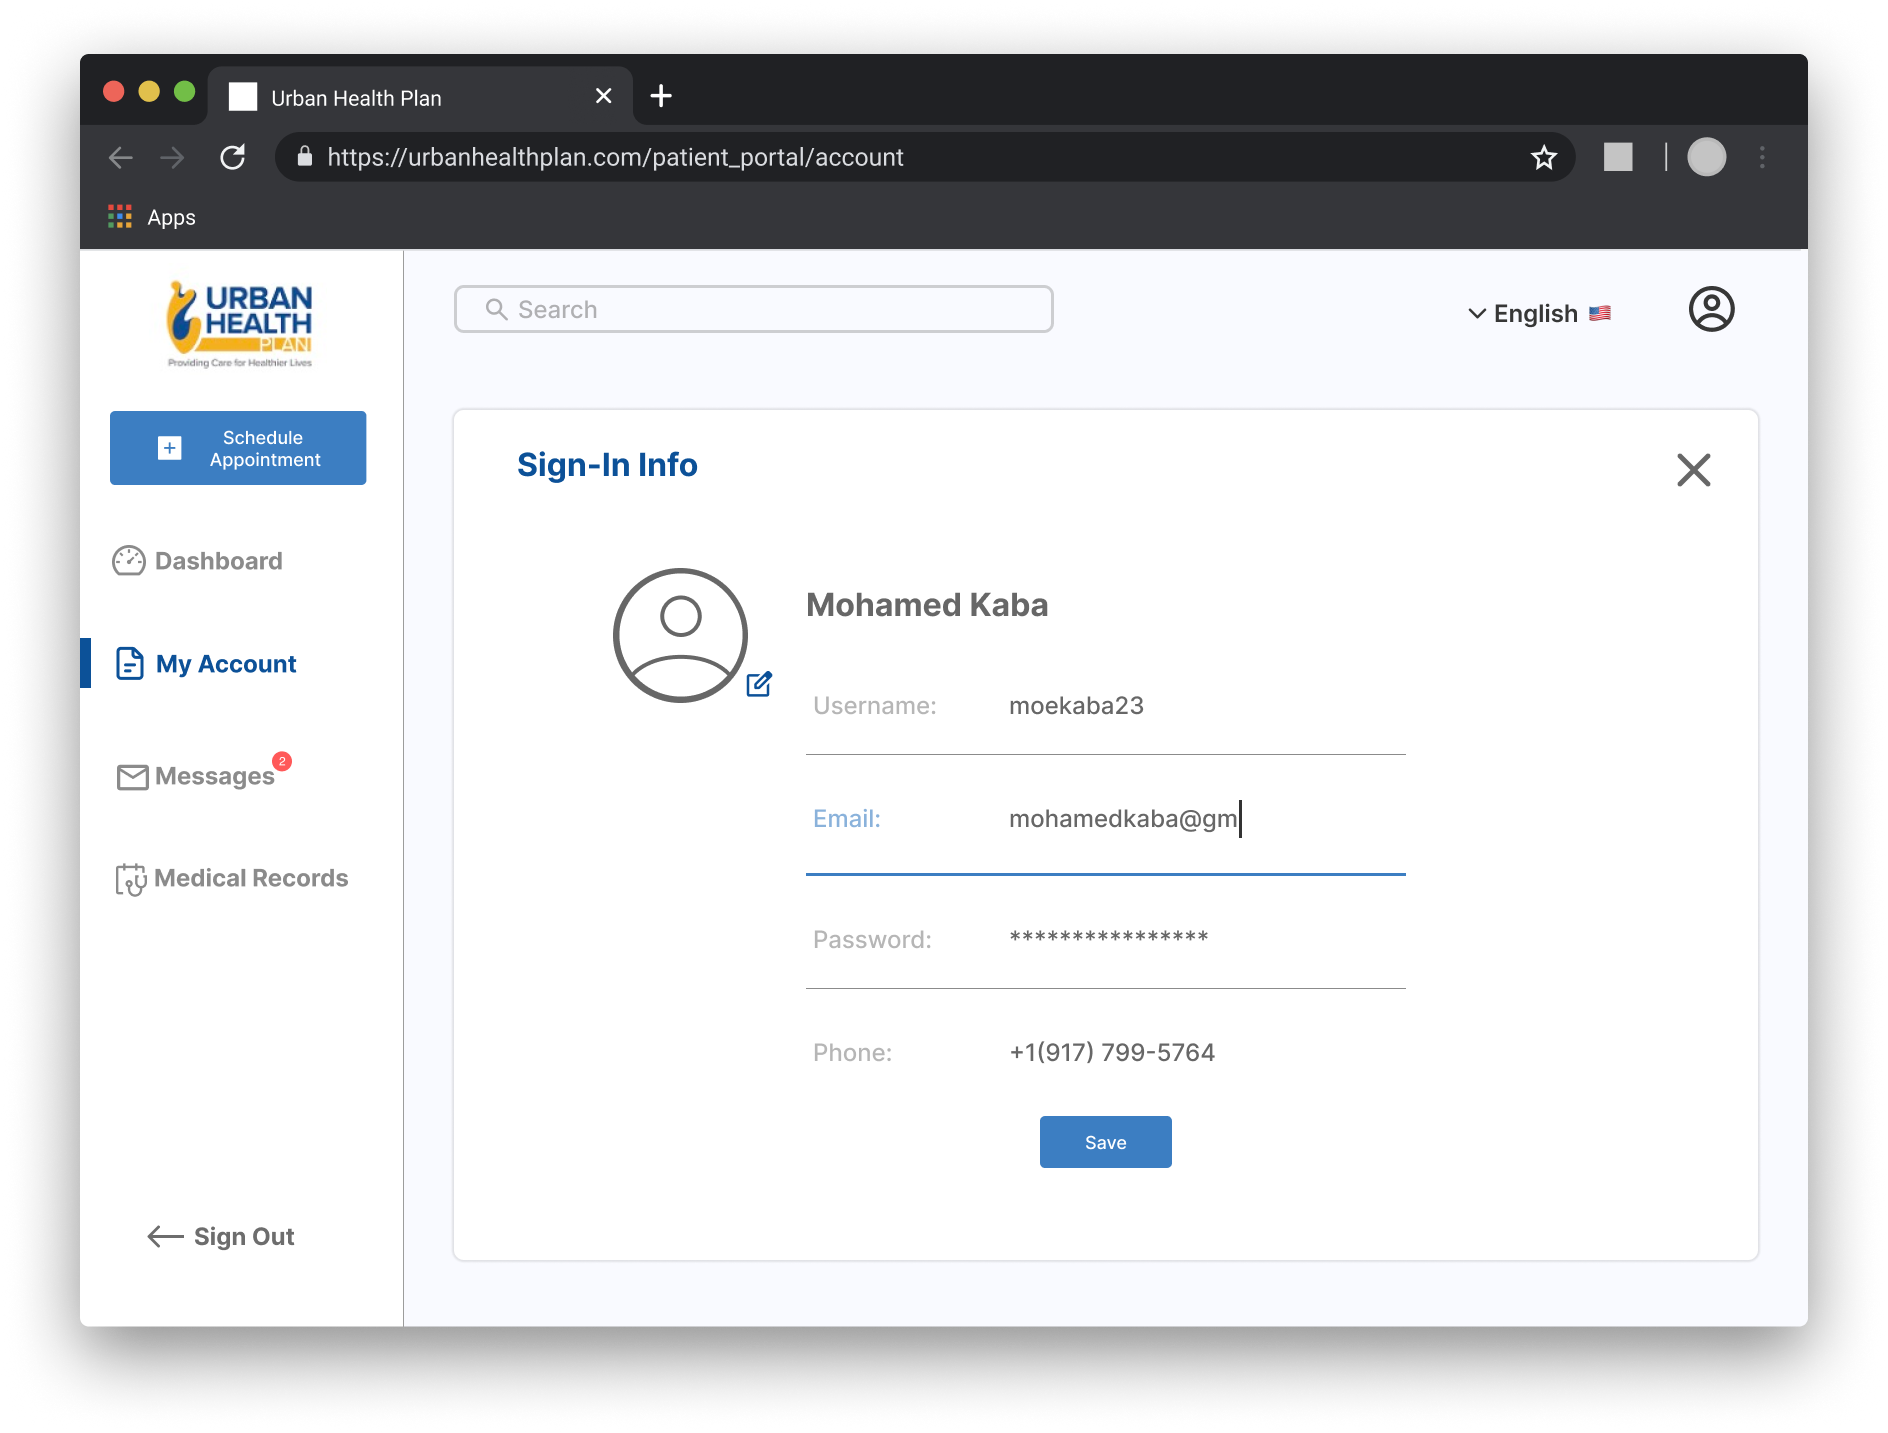 Urban Health Plan
https://urbanhealthplan.com/patient_portal/account
Apps
URBAN
HEALTH
PLAN
Providing Care for Healthier Lives
Search
English
Schedule
Appointment
Dashboard
My Account
Messages 2
Medical Records
Sign Out
Sign-In Info
Mohamed Kaba
Username: moekaba23
Email: mohamedkaba@gm
Password: ****************
Phone: +1(917) 799-5764
Save